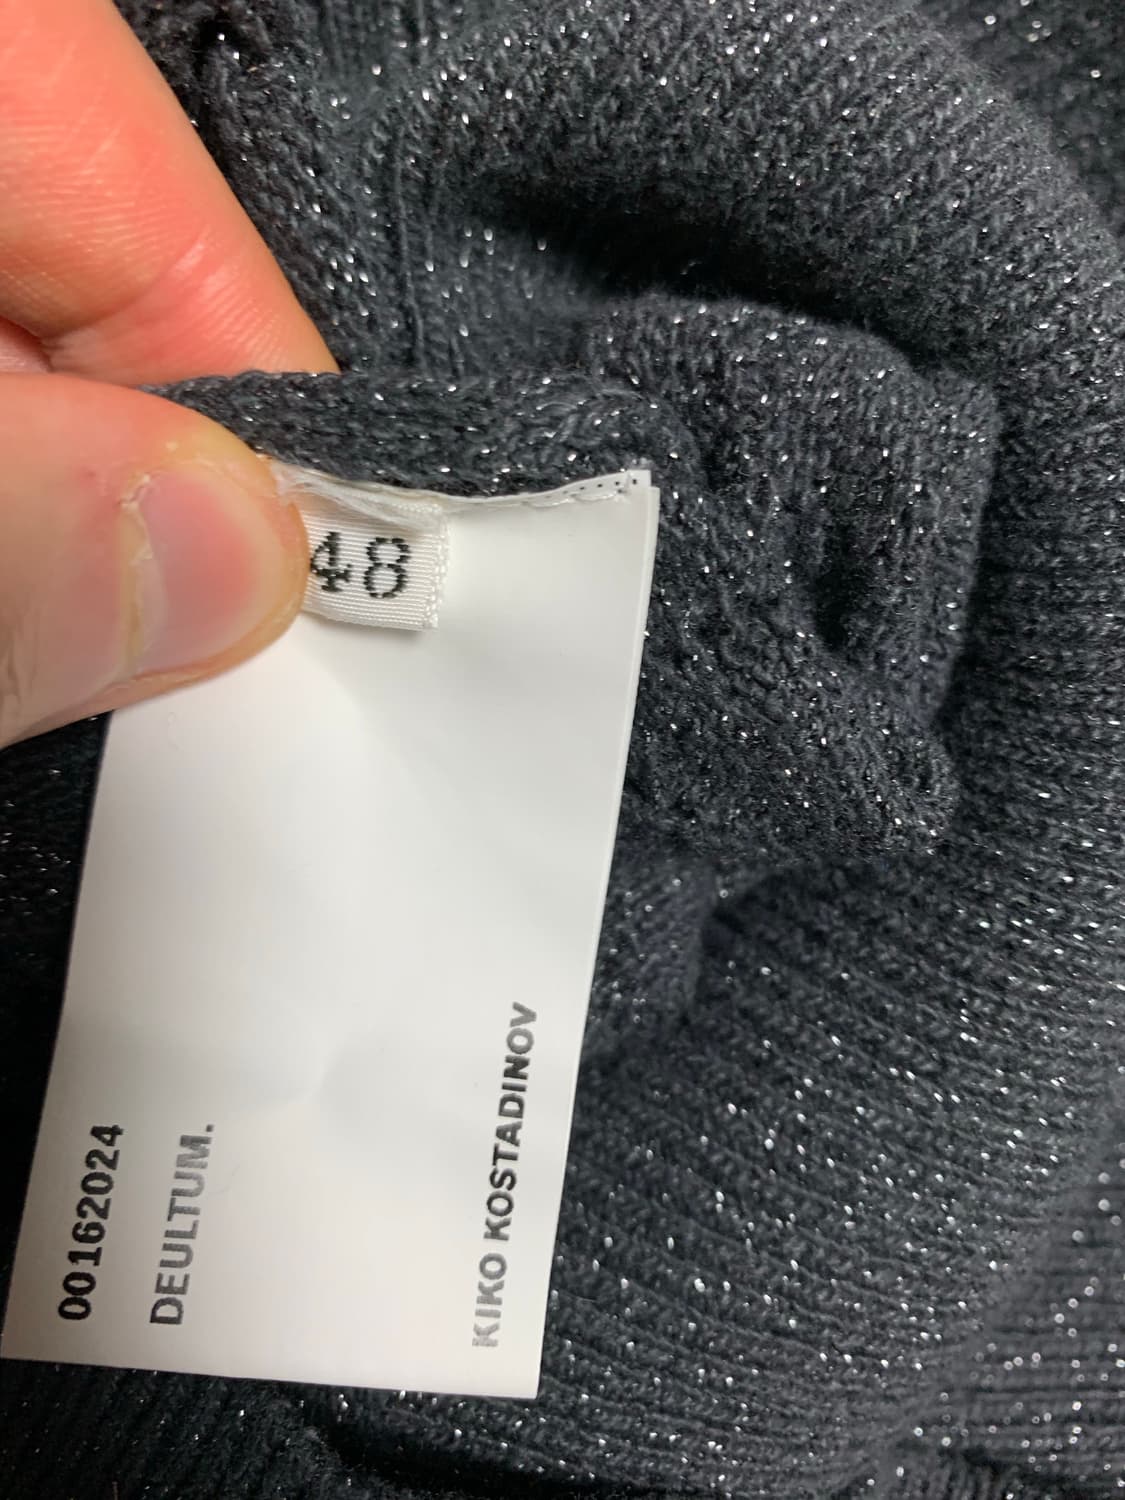 48
00162024
DEULTUM.
KIKO KOSTADINOV